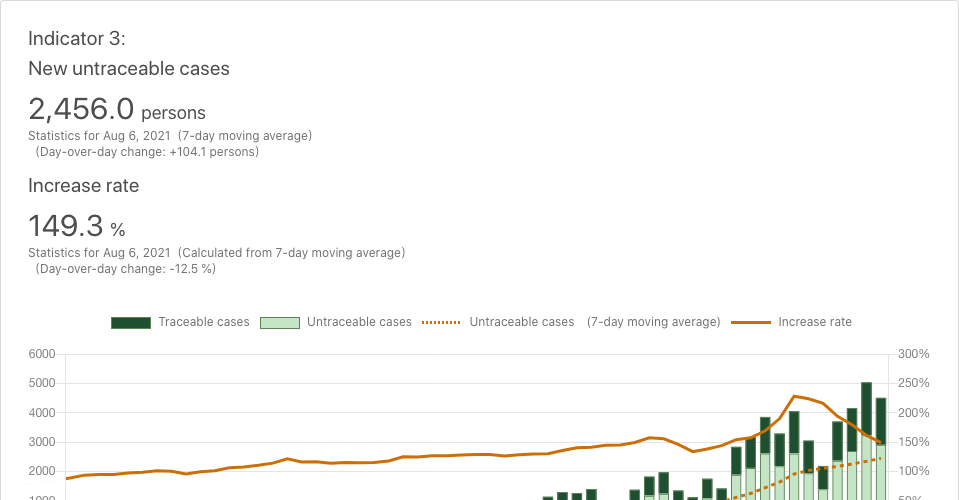 Indicator 3:
New untraceable cases
2,456.0 persons
Statistics for Aug 6, 2021 (7-day moving average)
(Day-over-day change: +104.1 persons)
Increase rate
149.3 %
Statistics for Aug 6, 2021 (Calculated from 7-day moving average)
(Day-over-day change: -12.5 %)
Traceable cases Untraceable cases Untraceable cases (7-day moving average) Increase rate
6000 300%
5000 250%
4000 200%
3000 150%
2000 100%
1000 50%